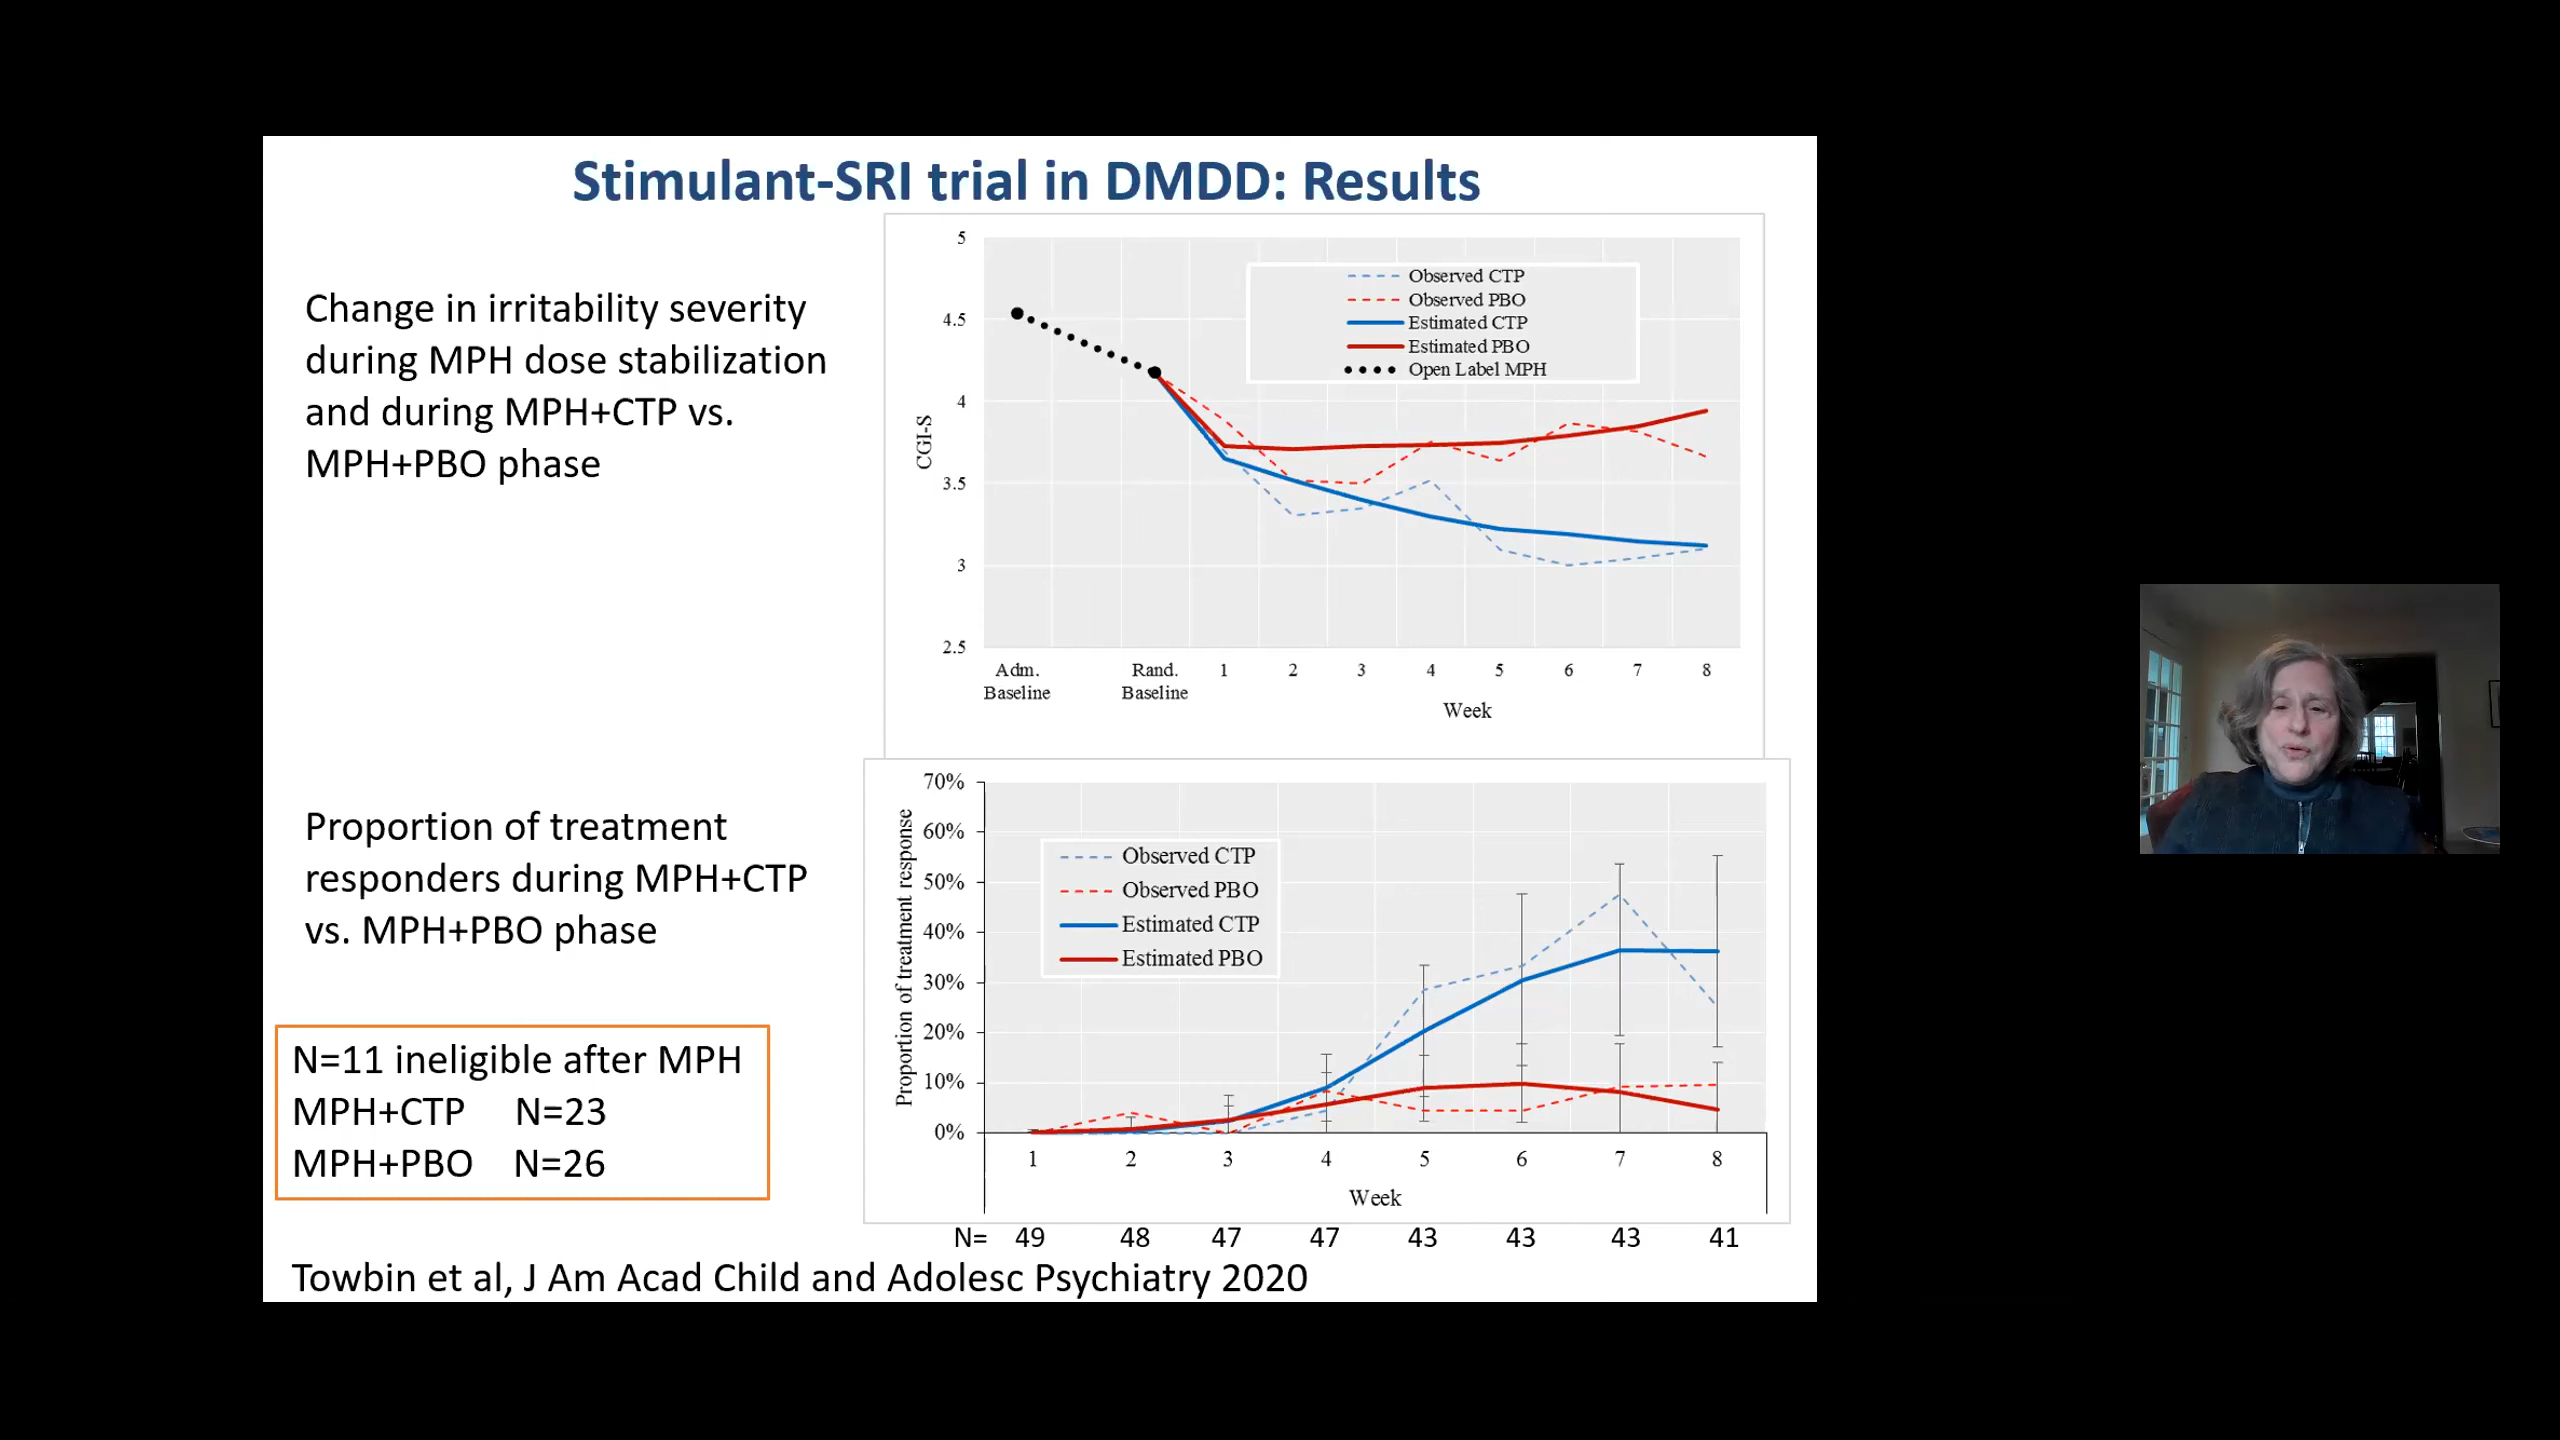 Stimulant-SRI trial in DMDD: Results
Change in irritability severity
during MPH dose stabilization
and during MPH+CTP vs.
MPH+PBO phase
5
4.5
4
3.5
3
2.5
CGI-S
Observed CTP
Observed PBO
Estimated CTP
Estimated PBO
Open Label MPH
Adm. Rand. 1 2 3 4 5 6 7 8
Baseline Baseline
Week
Proportion of treatment
responders during MPH+CTP
vs. MPH+PBO phase
70%
60%
50%
40%
30%
20%
10%
0%
Proportion of treatment response
Observed CTP
Observed PBO
Estimated CTP
Estimated PBO
1 2 3 4 5 6 7 8
Week
N= 49 48 47 47 43 43 43 41
N=11 ineligible after MPH
MPH+CTP N=23
MPH+PBO N=26
Towbin et al, J Am Acad Child and Adolesc Psychiatry 2020